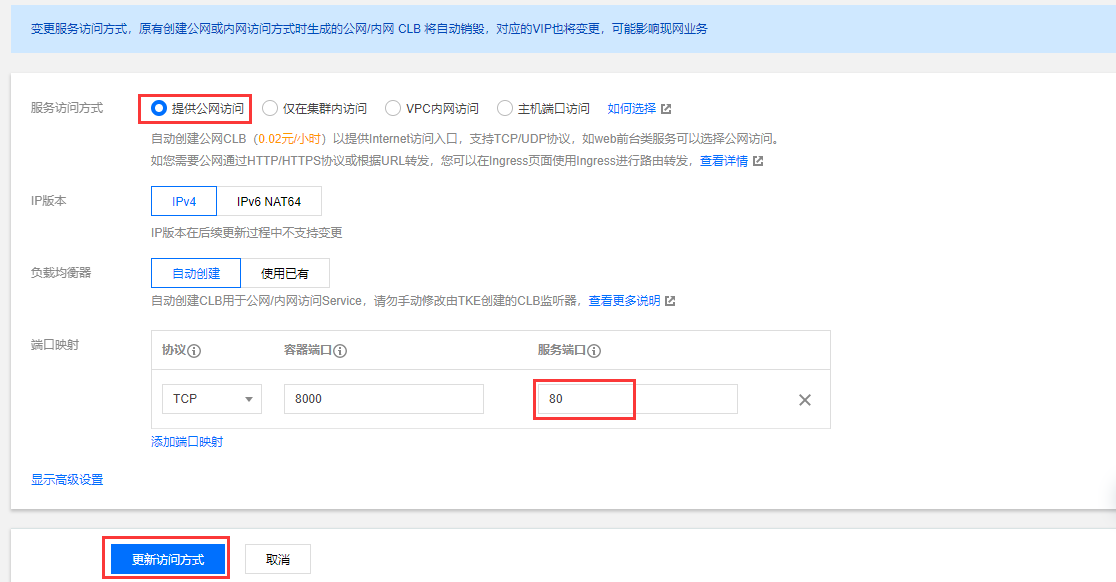 变更服务访问方式，原有创建公网或内网访问方式时生成的公网/内网 CLB 将自动销毁，对应的VIP也将变更，可能影响现网业务
服务访问方式 提供公网访问 仅在集群内访问 VPC内网访问 主机端口访问 如何选择
自动创建公网CLB（0.02元/小时）以提供Internet访问入口，支持TCP/UDP协议，如web前台类服务可以选择公网访问。
如您需要公网通过HTTP/HTTPS协议或根据URL转发，您可以在Ingress页面使用Ingress进行路由转发，查看详情
IP版本 IPv4 IPv6 NAT64
IP版本在后续更新过程中不支持变更
负载均衡器 自动创建 使用已有
自动创建CLB用于公网/内网访问Service，请勿手动修改由TKE创建的CLB监听器，查看更多说明
端口映射 协议 容器端口 服务端口
TCP 8000 80
添加端口映射
显示高级设置
更新访问方式 取消